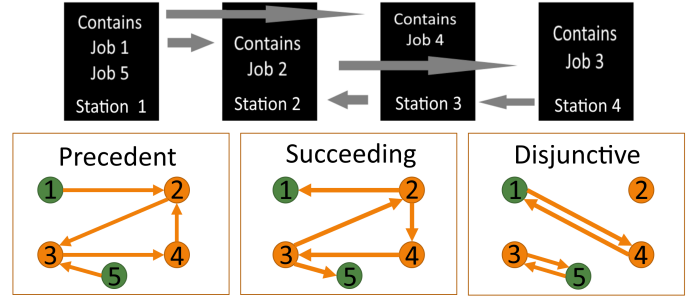 Contains
Job 1
Job 5
Station 1
Contains
Job 2
Station 2
Contains
Job 4
Station 3
Contains
Job 3
Station 4
Precedent
1
2
3
4
5
Succeeding
1
2
3
4
5
Disjunctive
1
2
3
4
5